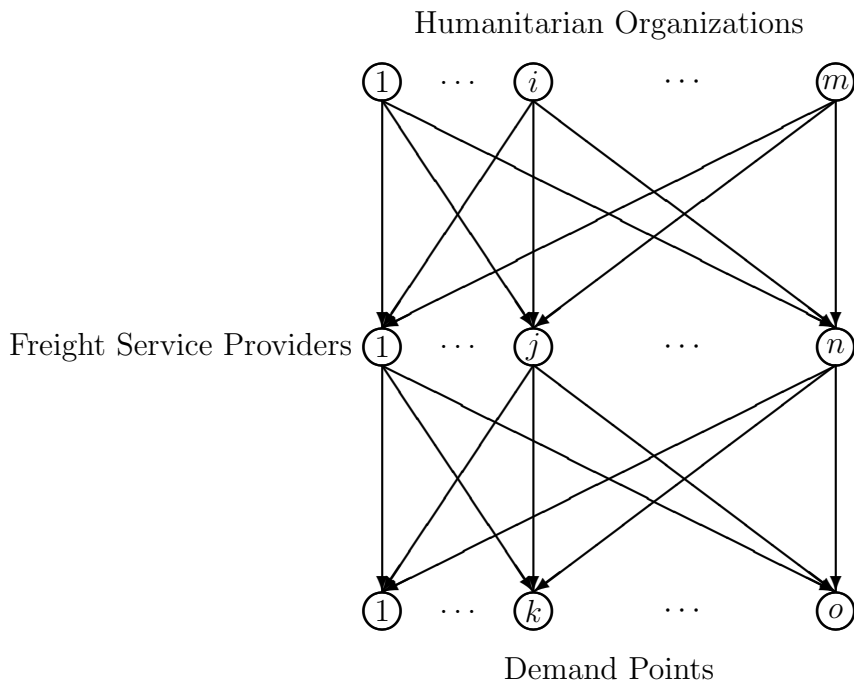 Humanitarian Organizations
1 ⋯ i ⋯ m
Freight Service Providers 1 ⋯ j ⋯ n
1 ⋯ k ⋯ o
Demand Points